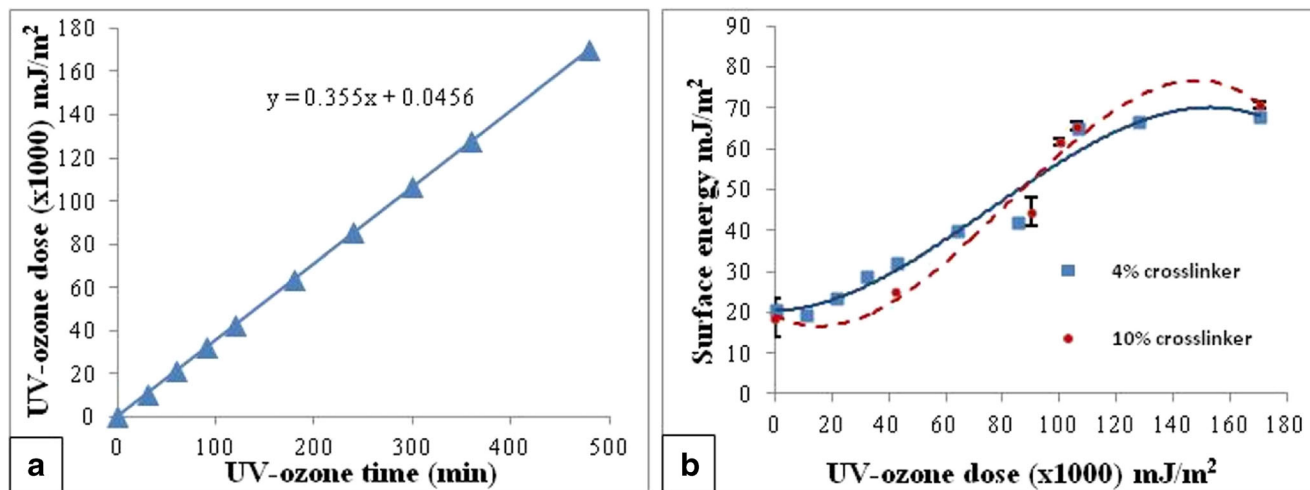 UV-ozone dose (x1000) mJ/m²
180
160
140
120
100
80
60
40
20
0
y = 0.355x + 0.0456
0 100 200 300 400 500
UV-ozone time (min)
a
Surface energy mJ/m²
90
80
70
60
50
40
30
20
10
0
4% crosslinker
10% crosslinker
0 20 40 60 80 100 120 140 160 180
UV-ozone dose (x1000) mJ/m²
b